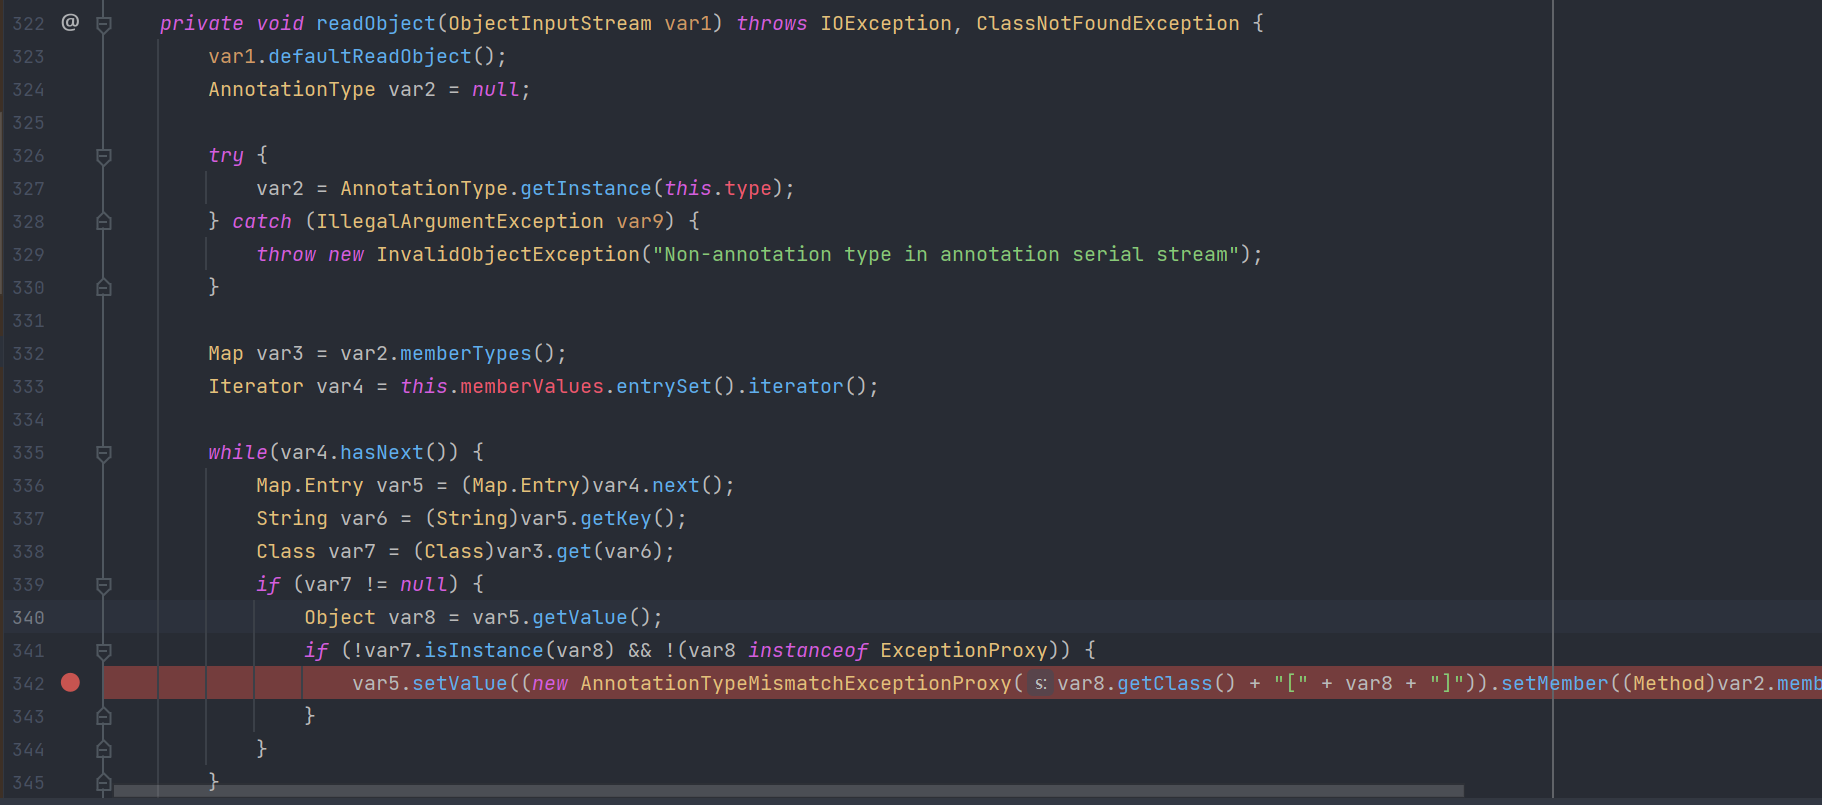 322 @ private void readObject(ObjectInputStream var1) throws IOException, ClassNotFoundException {
323 var1.defaultReadObject();
324 AnnotationType var2 = null;
325
326 try {
327 var2 = AnnotationType.getInstance(this.type);
328 } catch (IllegalArgumentException var9) {
329 throw new InvalidObjectException("Non-annotation type in annotation serial stream");
330 }
331
332 Map var3 = var2.memberTypes();
333 Iterator var4 = this.memberValues.entrySet().iterator();
334
335 while(var4.hasNext()) {
336 Map.Entry var5 = (Map.Entry)var4.next();
337 String var6 = (String)var5.getKey();
338 Class var7 = (Class)var3.get(var6);
339 if (var7 != null) {
340 Object var8 = var5.getValue();
341 if (!var7.isInstance(var8) && !(var8 instanceof ExceptionProxy)) {
342 var5.setValue((new AnnotationTypeMismatchExceptionProxy( s: var8.getClass() + "[" + var8 + "]")).setMember((Method)var2.memb
343 }
344 }
345 }